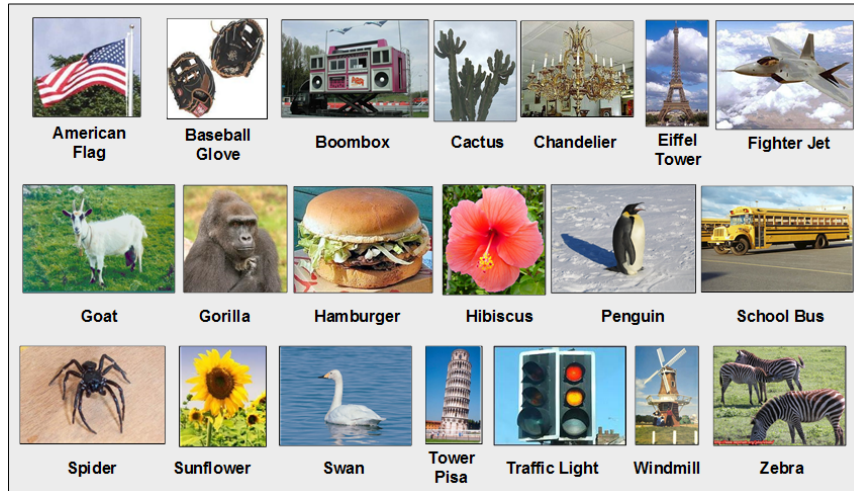 American
Flag
Baseball
Glove
Boombox
Cactus
Chandelier
Eiffel
Tower
Fighter Jet
Goat
Gorilla
Hamburger
Hibiscus
Penguin
School Bus
Spider
Sunflower
Swan
Tower
Pisa
Traffic Light
Windmill
Zebra